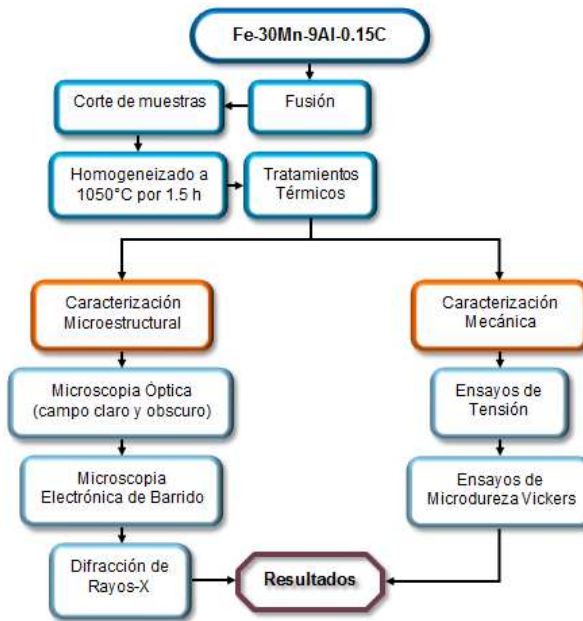 Fe-30Mn-9Al-0.15C
Fusión
Corte de muestras
Homogeneizado a
1050°C por 1.5 h
Tratamientos
Térmicos
Caracterización
Microestructural
Caracterización
Mecánica
Microscopia Óptica
(campo claro y obscuro)
Ensayos de
Tensión
Microscopia
Electrónica de Barrido
Ensayos de
Microdureza Vickers
Difracción de
Rayos-X
Resultados